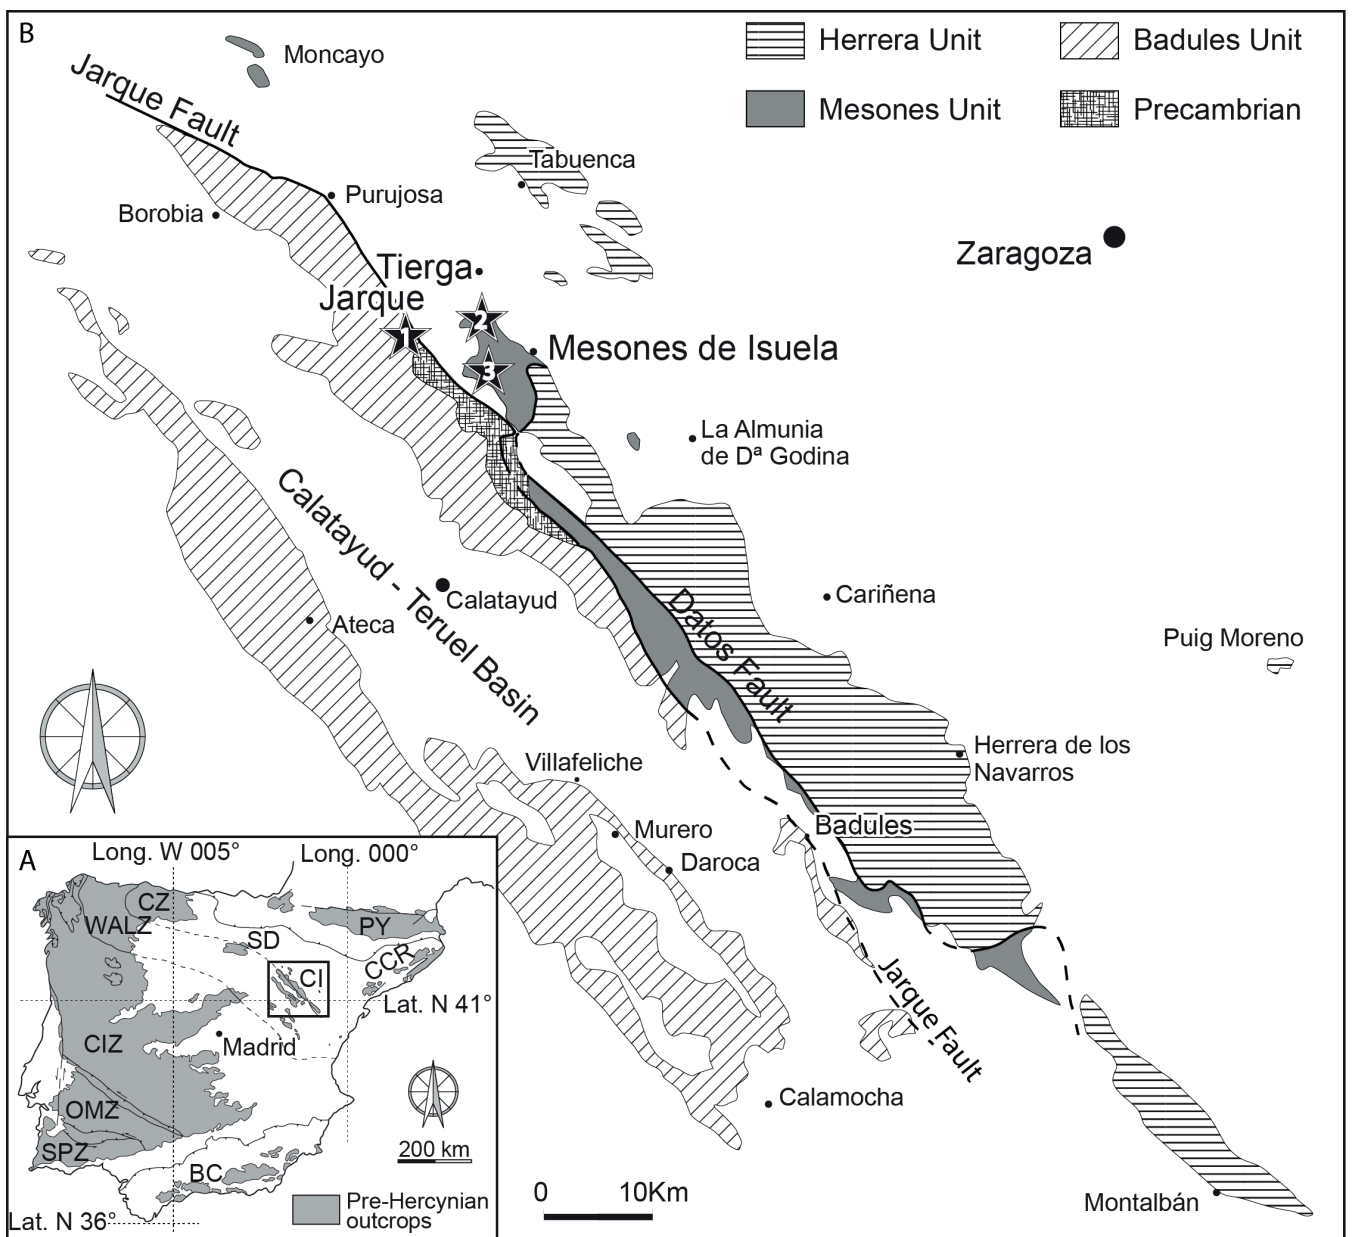 B
Moncayo
Jarque Fault
Herrera Unit
Badules Unit
Mesones Unit
Precambrian
Tabuenca
Purujosa
Borobia
Zaragoza
Tierga
Jarque
1
2
3
Mesones de Isuela
La Almunia
de Dª Godina
Calatayud - Teruel Basin
Calatayud
Datos Fault
Cariñena
Ateca
Puig Moreno
Herrera de los
Navarros
Villafeliche
Murero
Daroca
Badules
Jarque Fault
Calamocha
Montalbán
0 10Km
A
Long. W 005°
Long. 000°
CZ
WALZ
SD
PY
CCR
CI
Lat. N 41°
CIZ
Madrid
OMZ
SPZ
BC
200 km
Pre-Hercynian
outcrops
Lat. N 36°